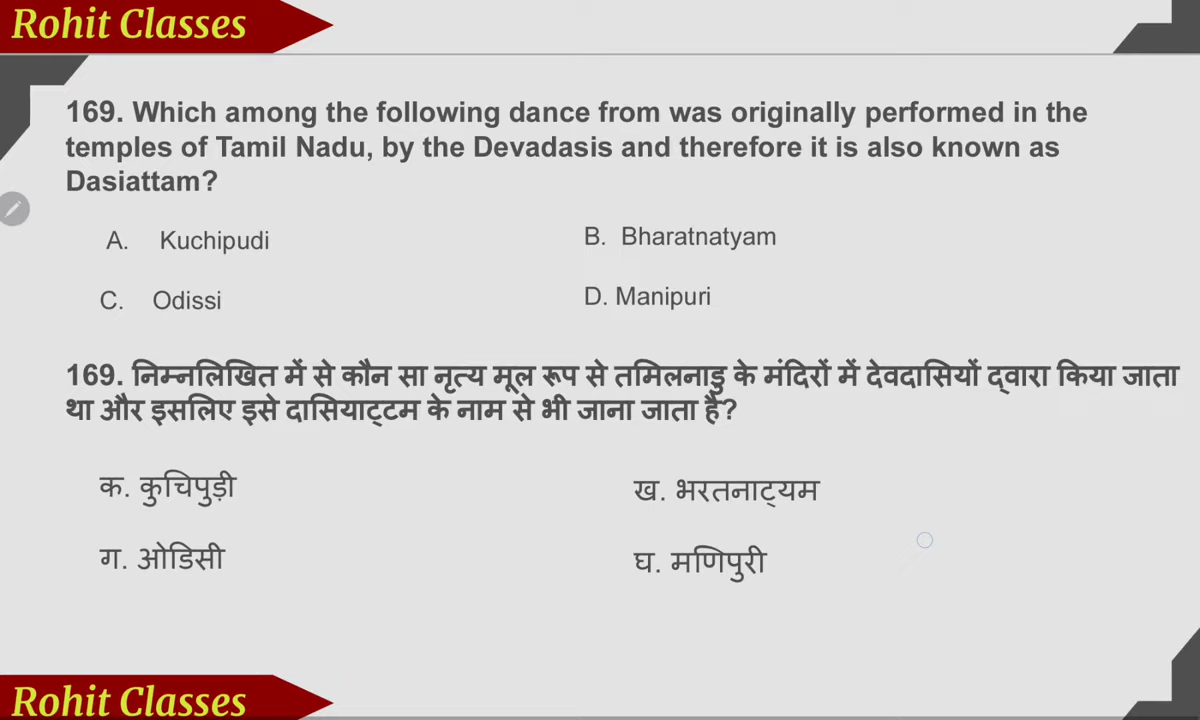 Rohit Classes
169. Which among the following dance from was originally performed in the
temples of Tamil Nadu, by the Devadasis and therefore it is also known as
Dasiattam?
A. Kuchipudi
B. Bharatnatyam
C. Odissi
D. Manipuri
169. निम्नलिखित में से कौन सा नृत्य मूल रूप से तमिलनाडु के मंदिरों में देवदासियों द्वारा किया जाता
था और इसलिए इसे दासियाट्टम के नाम से भी जाना जाता है?
क. कुचिपुड़ी
ख. भरतनाट्यम
ग. ओडिसी
घ. मणिपुरी
Rohit Classes